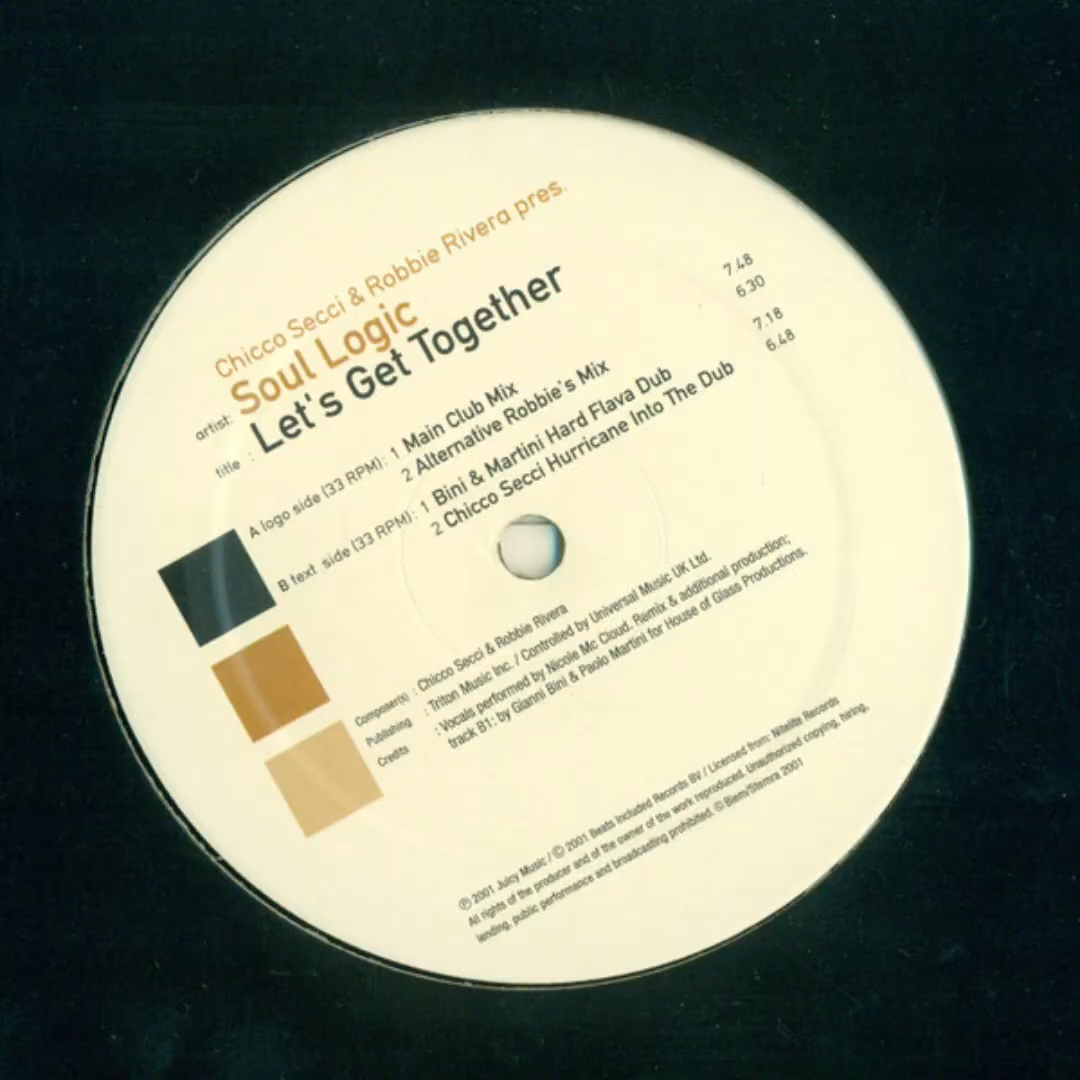 Chicco Secci & Robbie Rivera pres.
artist: Soul Logic
title : Let's Get Together
A logo side (33 RPM): 1 Main Club Mix 7.48
2 Alternative Robbie's Mix 6.30
B text side (33 RPM): 1 Bini & Martini Hard Flava Dub 7.18
2 Chicco Secci Hurricane Into The Dub 6.48
Composer(s) : Chicco Secci & Robbie Rivera
Publishing : Triton Music Inc. / Controlled by Universal Music UK Ltd.
Credits : Vocals performed by Nicole Mc Cloud. Remix & additional production;
track B1: by Gianni Bini & Paolo Martini for House of Glass Productions.
℗ 2001 Juicy Music / © 2001 Beats Included Records BV / Licensed from: Nitelite Records
All rights of the producer and of the owner of the work reproduced. Unauthorized copying, hiring,
lending, public performance and broadcasting prohibited. © Biem/Stemra 2001